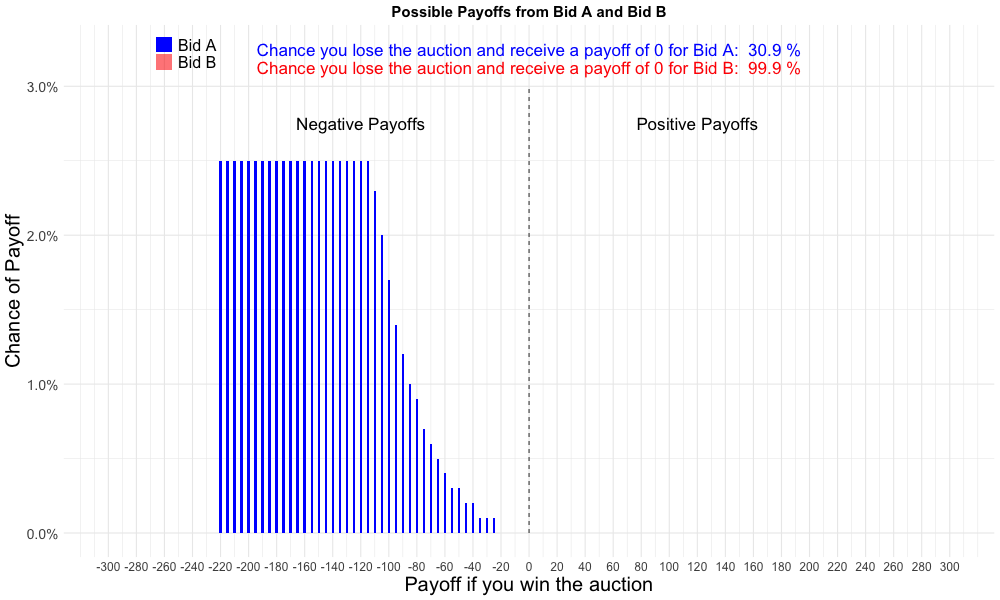 Possible Payoffs from Bid A and Bid B
Bid A
Bid B
Chance you lose the auction and receive a payoff of 0 for Bid A: 30.9 %
Chance you lose the auction and receive a payoff of 0 for Bid B: 99.9 %
Negative Payoffs
Positive Payoffs
Chance of Payoff
3.0%
2.0%
1.0%
0.0%
-300 -280 -260 -240 -220 -200 -180 -160 -140 -120 -100 -80 -60 -40 -20 0 20 40 60 80 100 120 140 160 180 200 220 240 260 280 300
Payoff if you win the auction